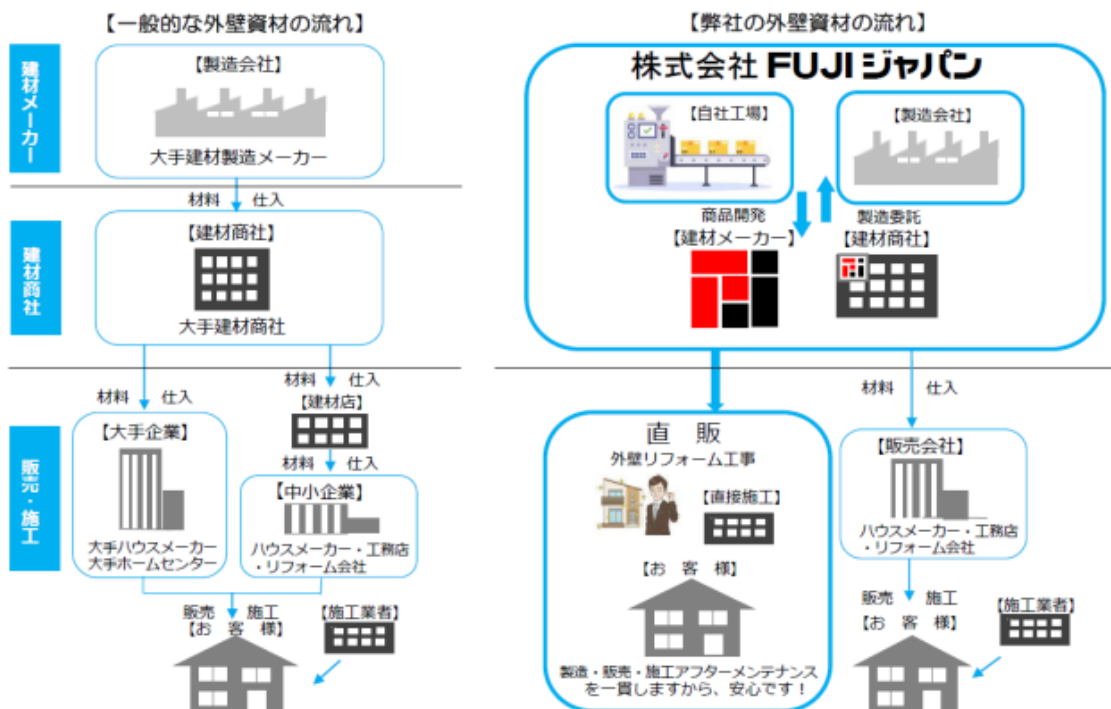 【一般的な外壁資材の流れ】
建材メーカー
【製造会社】
大手建材製造メーカー
材料 仕入
建材商社
【建材商社】
大手建材商社
材料 仕入
材料 仕入
【建材店】
材料 仕入
販売・施工
【大手企業】
大手ハウスメーカー
大手ホームセンター
【中小企業】
ハウスメーカー・工務店
・リフォーム会社
販売 施工
【お客様】
【施工業者】
【弊社の外壁資材の流れ】
株式会社 FUJIジャパン
【自社工場】
【製造会社】
商品開発
製造委託
【建材メーカー】
【建材商社】
直販
外壁リフォーム工事
【直接施工】
【お客様】
製造・販売・施工アフターメンテナンス
を一貫しますから、安心です！
材料 仕入
【販売会社】
ハウスメーカー・工務店
・リフォーム会社
販売 施工
【お客様】
【施工業者】